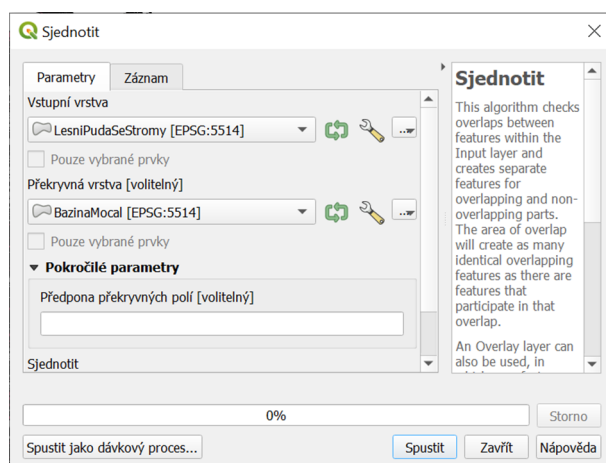 Sjednotit
Parametry
Záznam
Vstupní vrstva
LesniPudaSeStromy [EPSG:5514]
Pouze vybrané prvky
Překryvná vrstva [volitelný]
BazinaMocal [EPSG:5514]
Pouze vybrané prvky
Pokročilé parametry
Předpona překryvných polí [volitelný]
Sjednotit
Sjednotit
This algorithm checks
overlaps between
features within the
Input layer and
creates separate
features for
overlapping and non-
overlapping parts.
The area of overlap
will create as many
identical overlapping
features as there are
features that
participate in that
overlap.
An Overlay layer can
also be used, in
0%
Storno
Spustit jako dávkový proces...
Spustit
Zavřít
Nápověda